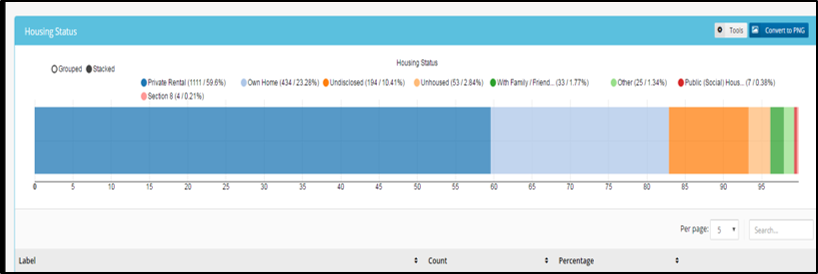 Housing Status
Tools
Convert to PNG
Housing Status
Grouped Stacked
Private Rental (1111 / 59.6%) Own Home (434 / 23.28%) Undisclosed (194 / 10.41%) Unhoused (53 / 2.84%) With Family / Friend... (33 / 1.77%) Other (25 / 1.34%) Public (Social) Hous... (7 / 0.38%)
Section 8 (4 / 0.21%)
0 5 10 15 20 25 30 35 40 45 50 55 60 65 70 75 80 85 90 95
Per page: 5 Search...
Label Count Percentage